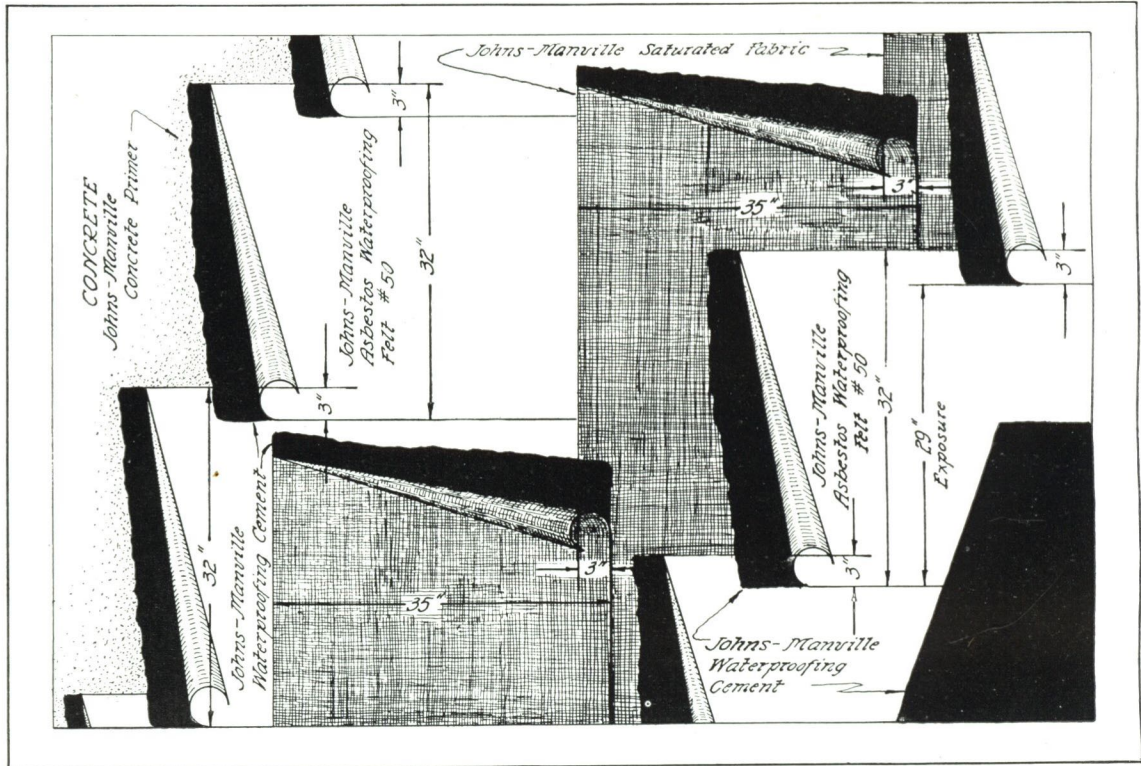 Johns-Manville Saturated Fabric
3"
32"
CONCRETE
Johns-Manville
Concrete Primer
Johns-Manville
Asbestos Waterproofing
Felt #50
3"
3"
35"
3"
32"
Johns-Manville
Waterproofing Cement
3"
35"
Johns-Manville
Asbestos Waterproofing
Felt #50
32"
3"
29"
Exposure
Johns-Manville
Waterproofing
Cement